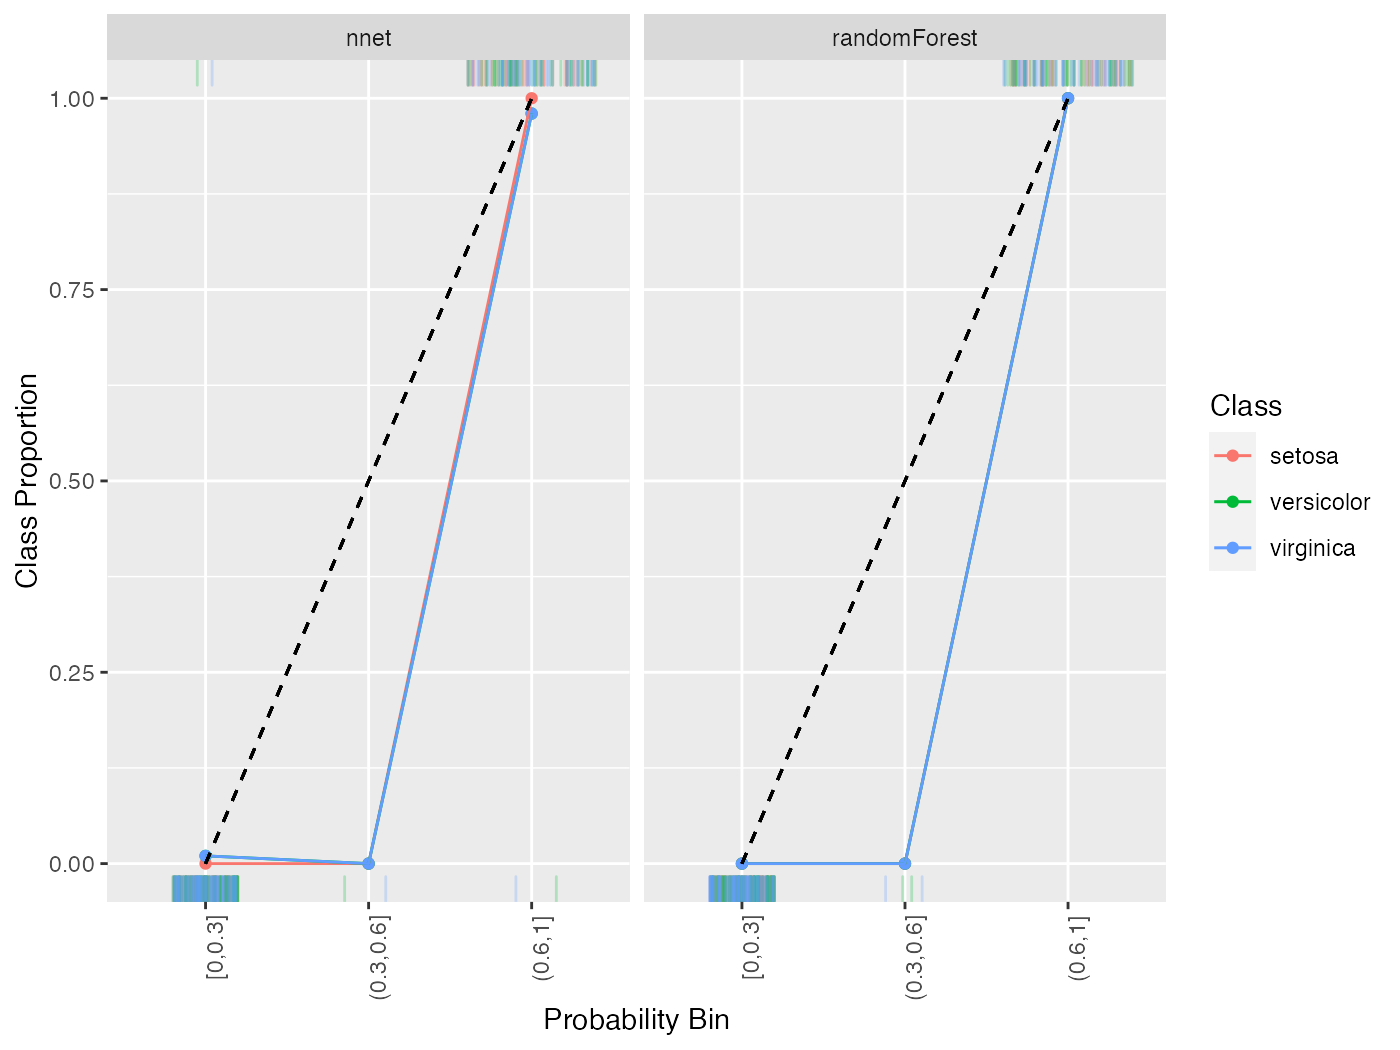 nnet
randomForest
1.00
0.75
0.50
0.25
0.00
Class Proportion
[0,0.3]
(0.3,0.6]
(0.6,1]
[0,0.3]
(0.3,0.6]
(0.6,1]
Probability Bin
Class
setosa
versicolor
virginica